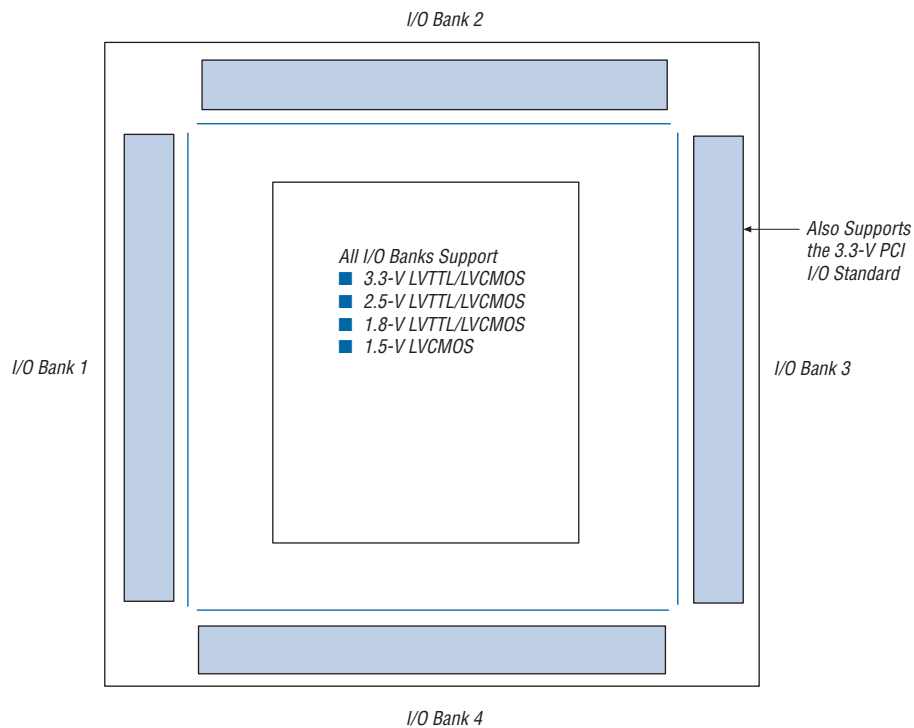 I/O Bank 2
All I/O Banks Support
3.3-V LVTTL/LVCMOS
2.5-V LVTTL/LVCMOS
1.8-V LVTTL/LVCMOS
1.5-V LVCMOS
Also Supports
the 3.3-V PCI
I/O Standard
I/O Bank 1
I/O Bank 3
I/O Bank 4